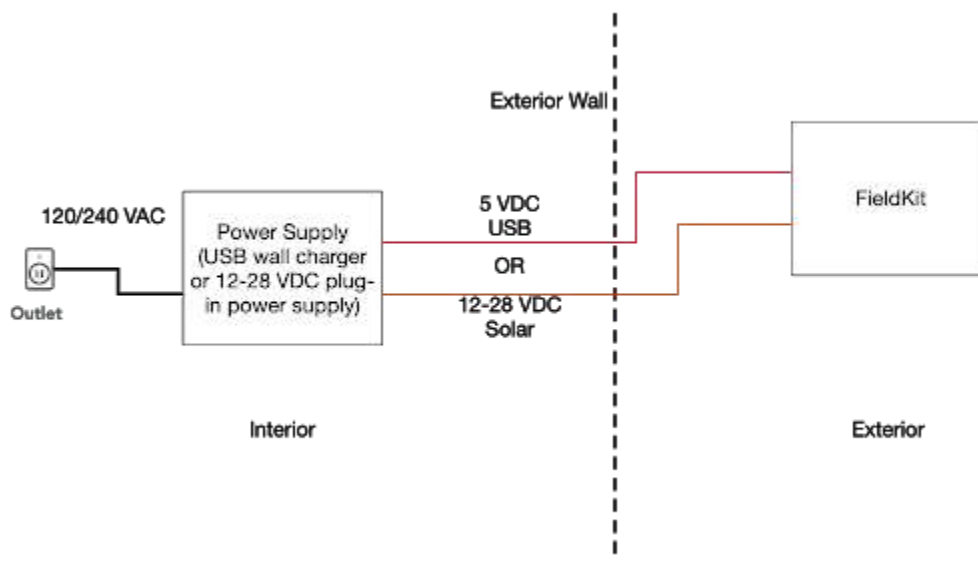 Exterior Wall
120/240 VAC
Outlet
Power Supply
(USB wall charger
or 12-28 VDC plug-
in power supply)
5 VDC
USB
OR
12-28 VDC
Solar
FieldKit
Interior
Exterior